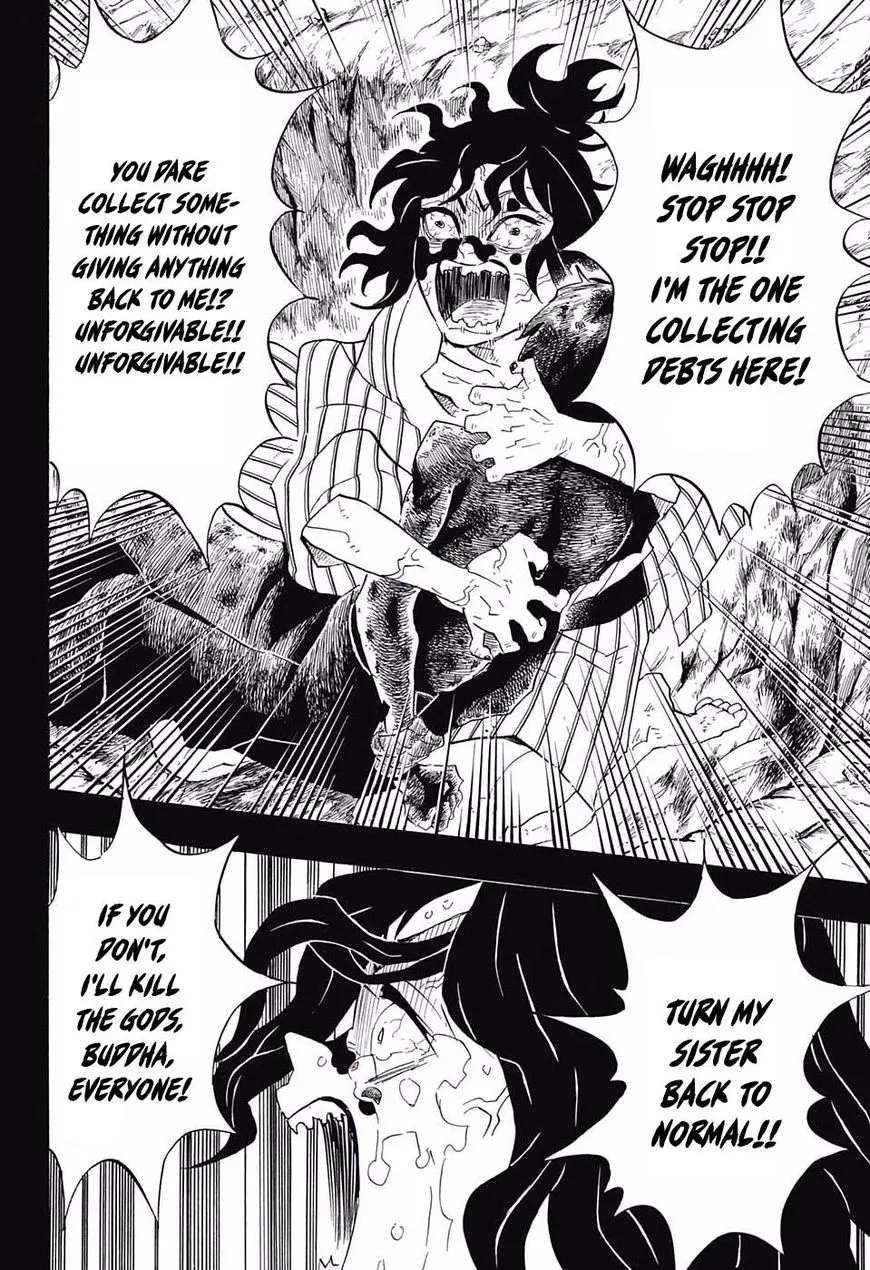 WAGHHHH!
STOP STOP
STOP!!
I'M THE ONE
COLLECTING
DEBTS HERE!
YOU DARE
COLLECT SOME-
THING WITHOUT
GIVING ANYTHING
BACK TO ME!?
UNFORGIVABLE!!
UNFORGIVABLE!!
TURN MY
SISTER
BACK TO
NORMAL!!
IF YOU
DON'T,
I'LL KILL
THE GODS,
BUDDHA,
EVERYONE!